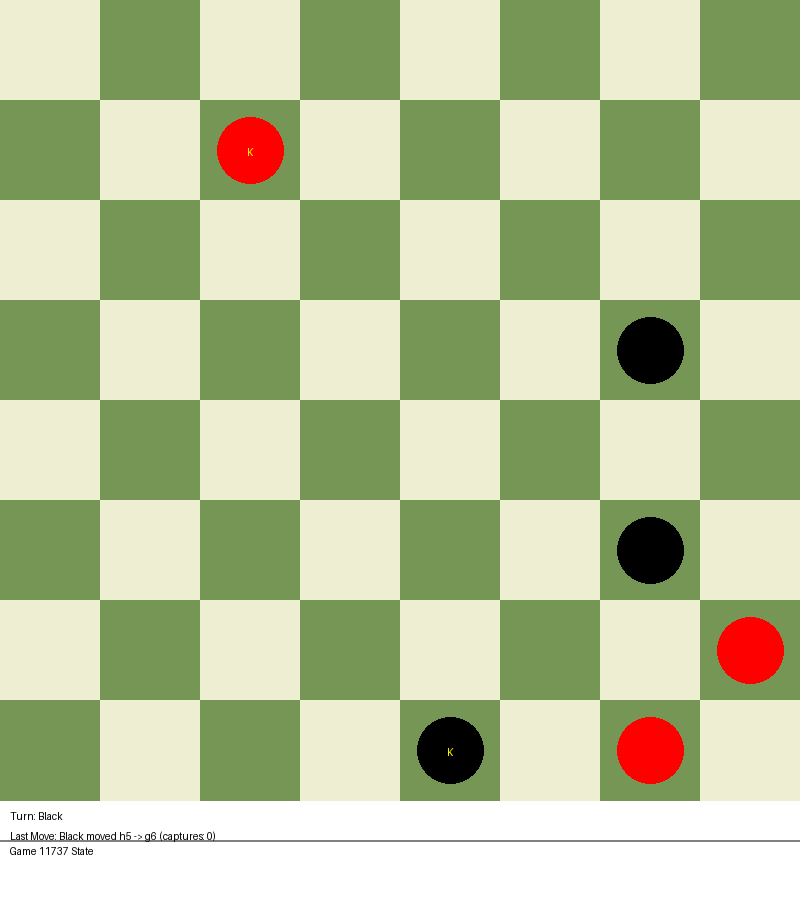 K
K
Turn: Black
Last Move: Black moved h5 -> g6 (captures: 0)
Game 11737 State